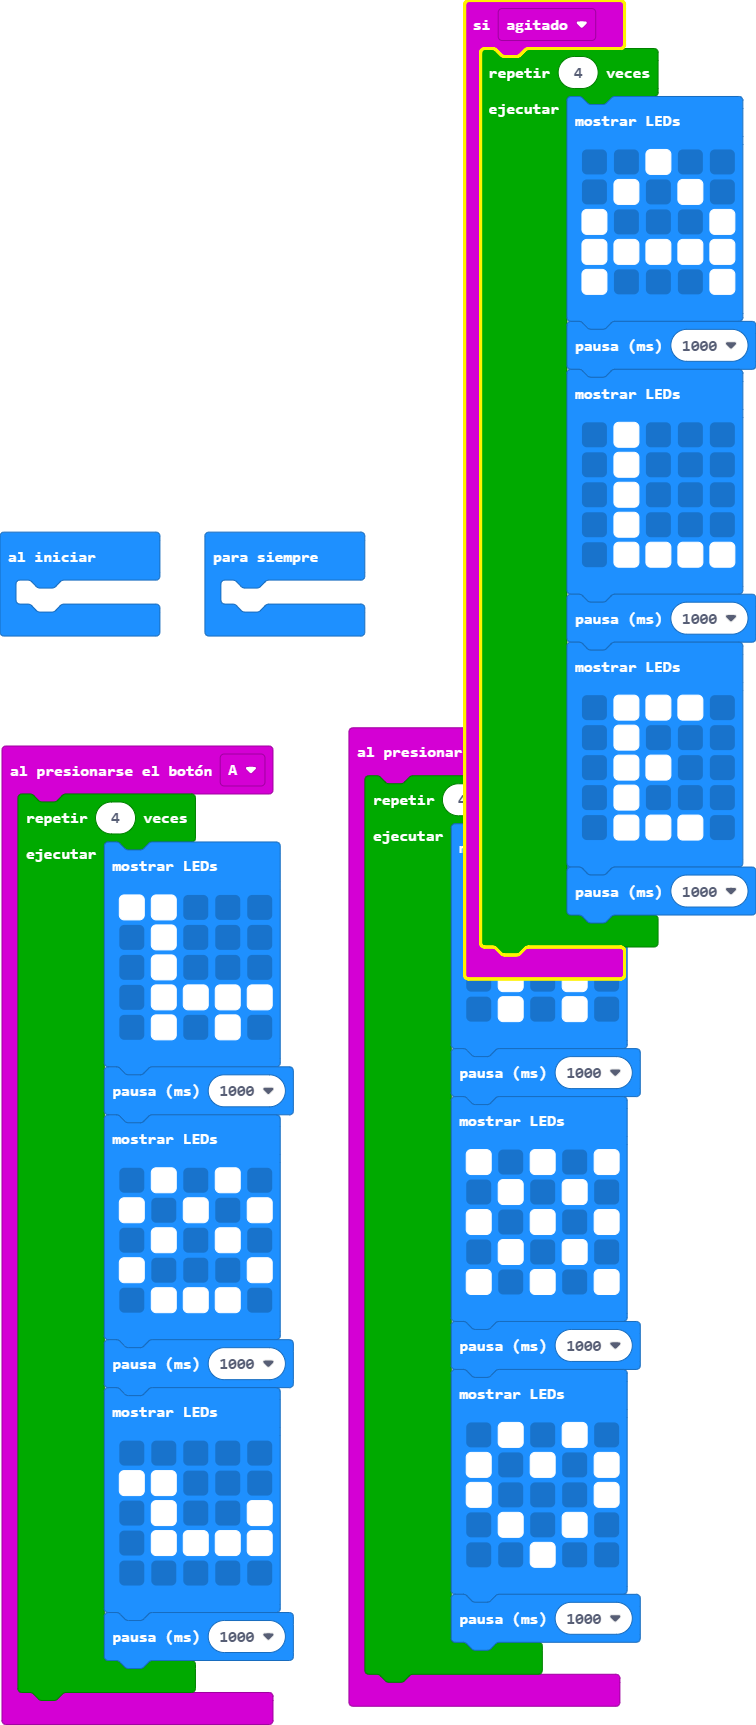 si agitado
repetir 4 veces
ejecutar
mostrar LEDs
pausa (ms) 1000
mostrar LEDs
pausa (ms) 1000
mostrar LEDs
pausa (ms) 1000
al iniciar
para siempre
al presionarse el botón A
repetir 4 veces
ejecutar
mostrar LEDs
pausa (ms) 1000
mostrar LEDs
pausa (ms) 1000
mostrar LEDs
pausa (ms) 1000
al presionar
repetir 4
ejecutar
pausa (ms) 1000
mostrar LEDs
pausa (ms) 1000
mostrar LEDs
pausa (ms) 1000